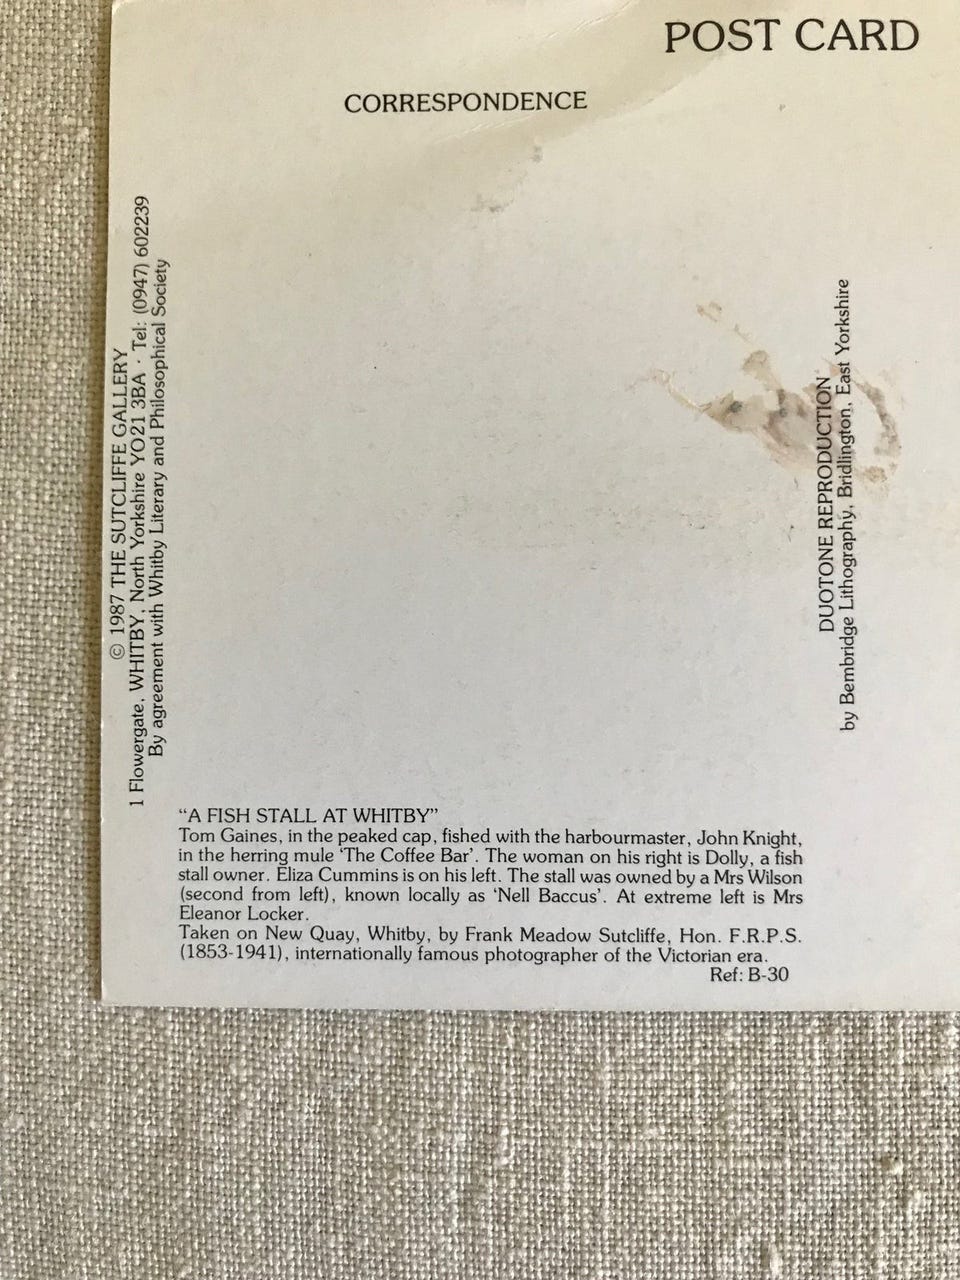 POST CARD
CORRESPONDENCE
© 1987 THE SUTCLIFFE GALLERY
1 Flowergate, WHITBY, North Yorkshire YO21 3BA · Tel: (0947) 602239
By agreement with Whitby Literary and Philosophical Society
DUOTONE REPRODUCTION
by Bembridge Lithography, Bridlington, East Yorkshire
“A FISH STALL AT WHITBY”
Tom Gaines, in the peaked cap, fished with the harbourmaster, John Knight,
in the herring mule ‘The Coffee Bar’. The woman on his right is Dolly, a fish
stall owner. Eliza Cummins is on his left. The stall was owned by a Mrs Wilson
(second from left), known locally as ‘Nell Baccus’. At extreme left is Mrs
Eleanor Locker.
Taken on New Quay, Whitby, by Frank Meadow Sutcliffe, Hon. F.R.P.S.
(1853-1941), internationally famous photographer of the Victorian era.
Ref: B-30